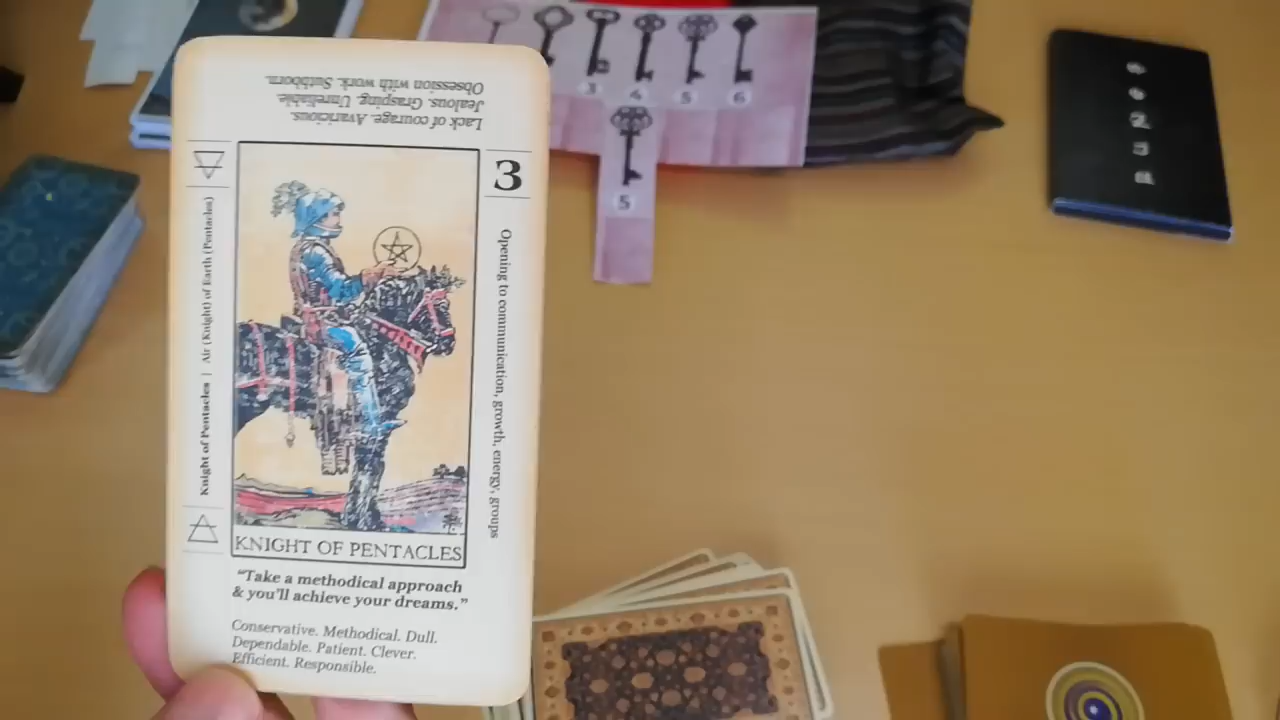 Lack of courage. Avaricious.
Jealous. Grasping. Unreliable.
Obsession with work. Subborn.
3
Opening to communication, growth, energy, groups
Knight of Pentacles | Air (Knight) of Earth (Pentacles)
KNIGHT OF PENTACLES
"Take a methodical approach
& you'll achieve your dreams."
Conservative. Methodical. Dull.
Dependable. Patient. Clever.
Efficient. Responsible.
3 4 5 6
5